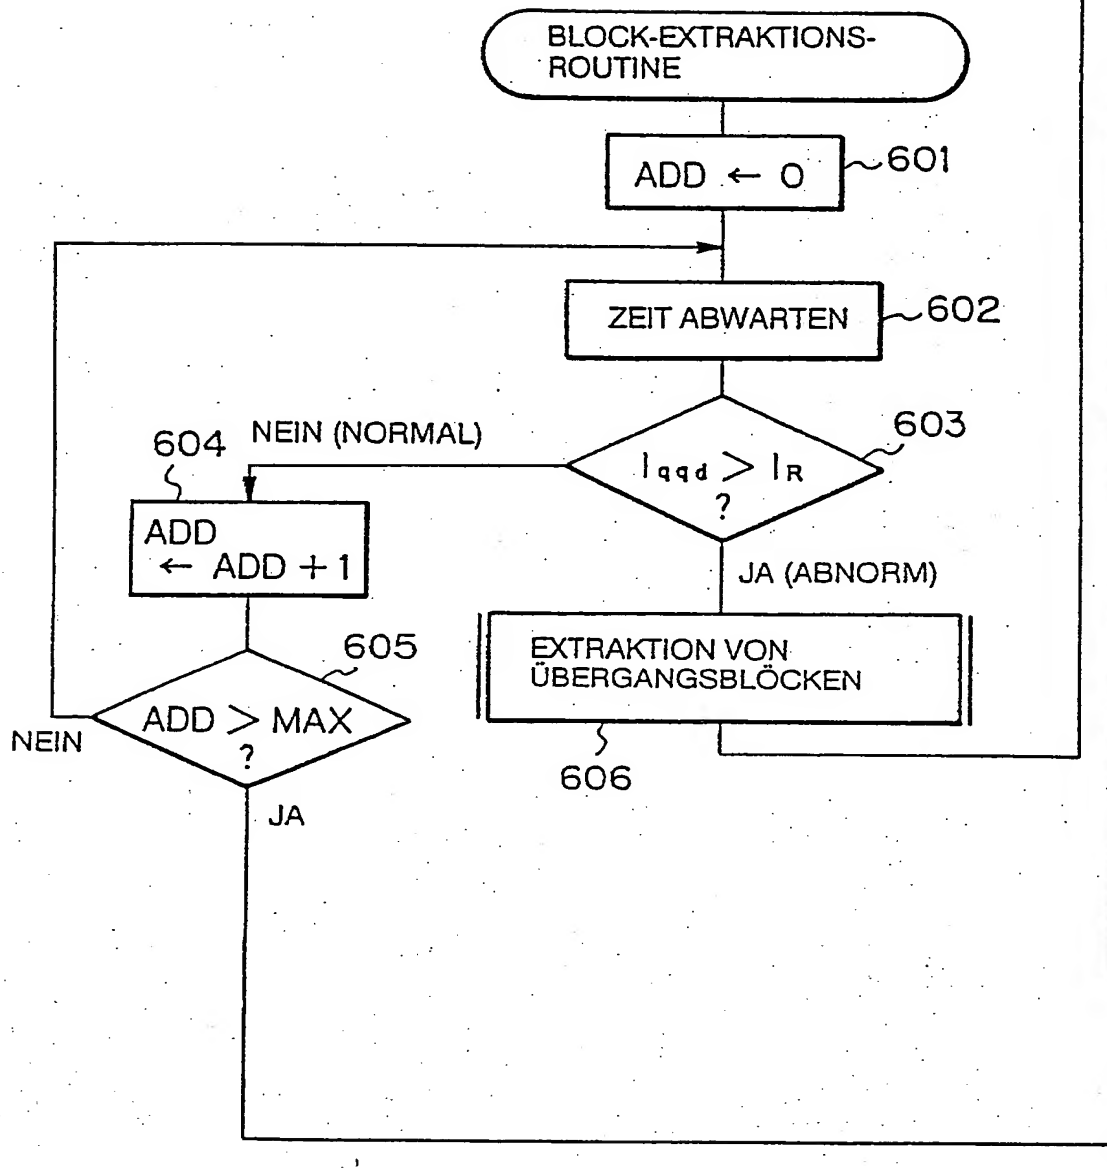 BLOCK-EXTRAKTIONS-
ROUTINE
ADD ← 0
601
ZEIT ABWARTEN
602
603
Iqqd > IR
?
NEIN (NORMAL)
604
ADD
← ADD + 1
JA (ABNORM)
605
ADD > MAX
?
NEIN
JA
EXTRAKTION VON
ÜBERGANGSBLÖCKEN
606